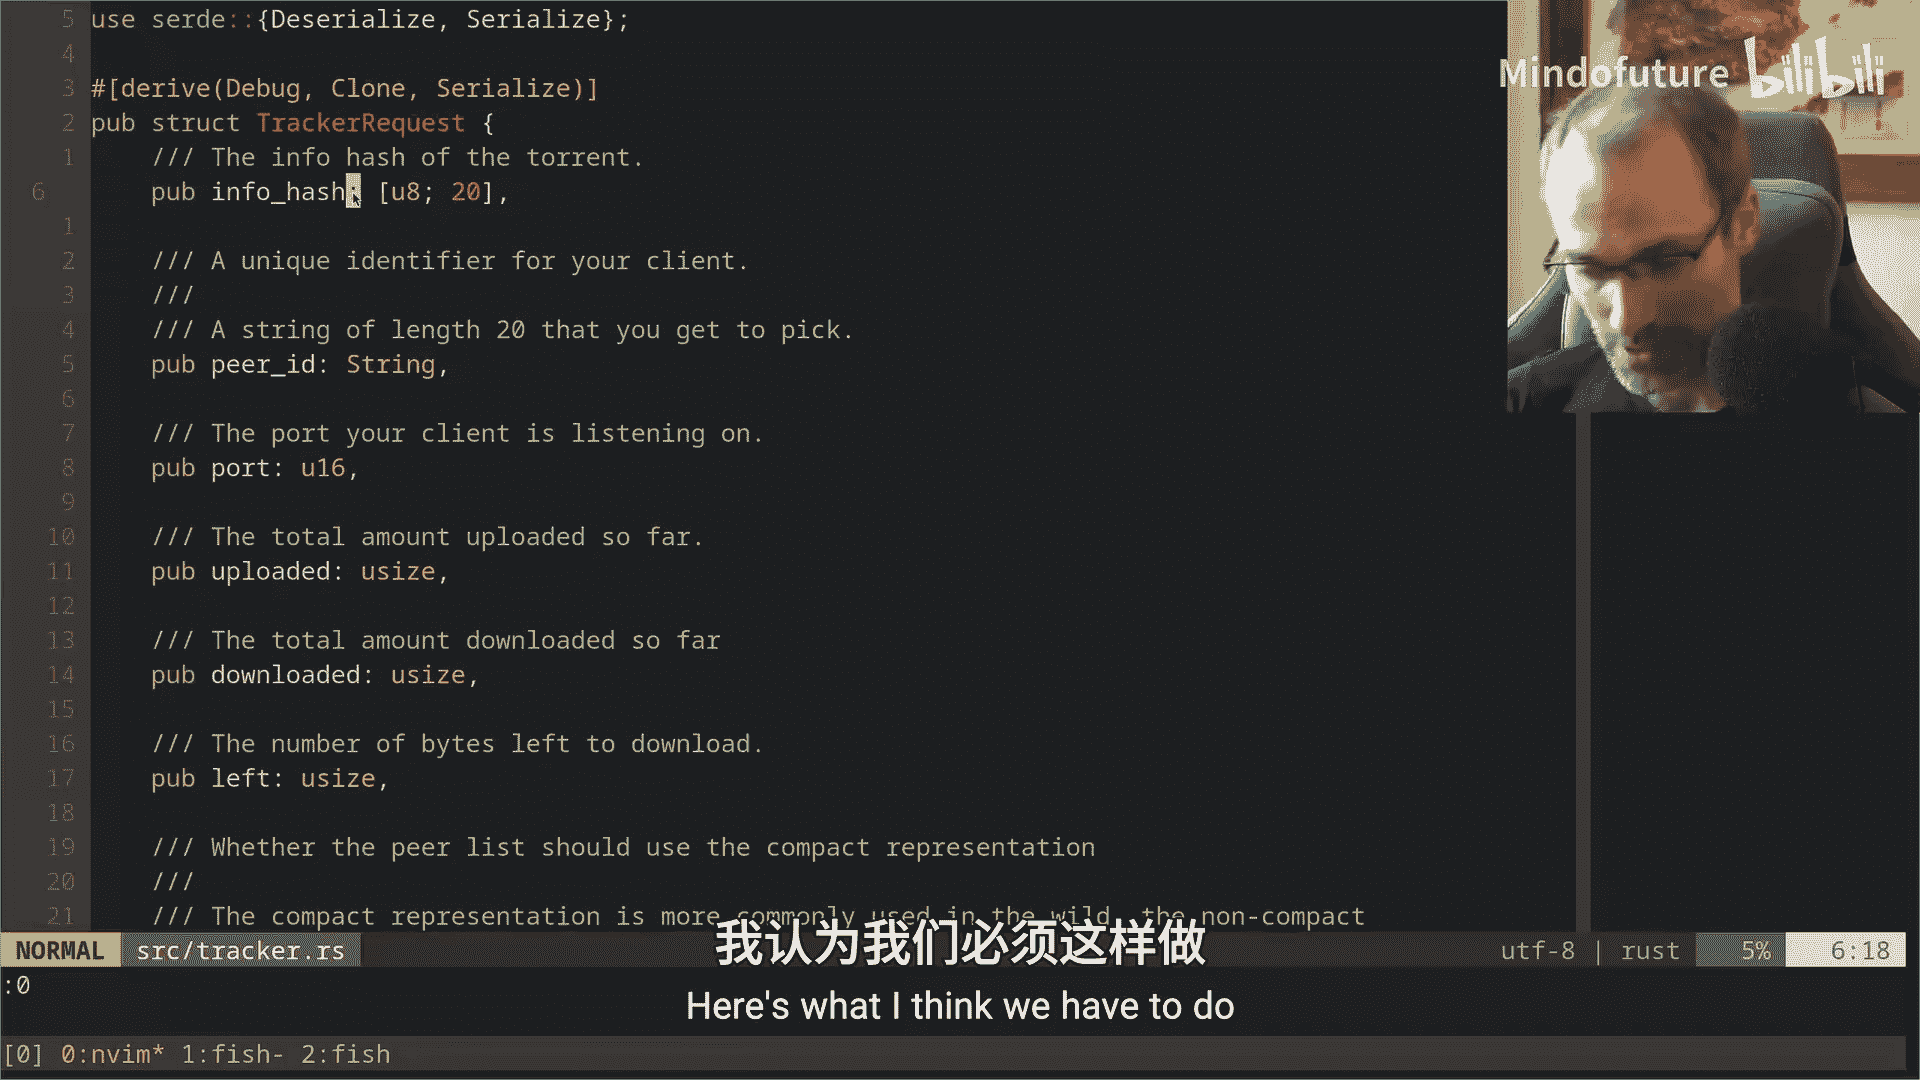 5 use serde::{Deserialize, Serialize};
4
3 #[derive(Debug, Clone, Serialize)]
2 pub struct TrackerRequest {
1 /// The info hash of the torrent.
6 pub info_hash: [u8; 20],
1
2 /// A unique identifier for your client.
3 ///
4 /// A string of length 20 that you get to pick.
5 pub peer_id: String,
6
7 /// The port your client is listening on.
8 pub port: u16,
9
10 /// The total amount uploaded so far.
11 pub uploaded: usize,
12
13 /// The total amount downloaded so far
14 pub downloaded: usize,
15
16 /// The number of bytes left to download.
17 pub left: usize,
18
19 /// Whether the peer list should use the compact representation
20 ///
21 /// The compact representation is more commonly used in the wild, the non-compact
Mindofuture bilibili
我认为我们必须这样做
NORMAL src/tracker.rs utf-8 | rust 5% 6:18
:0
Here's what I think we have to do
[0] 0:nvim* 1:fish- 2:fish